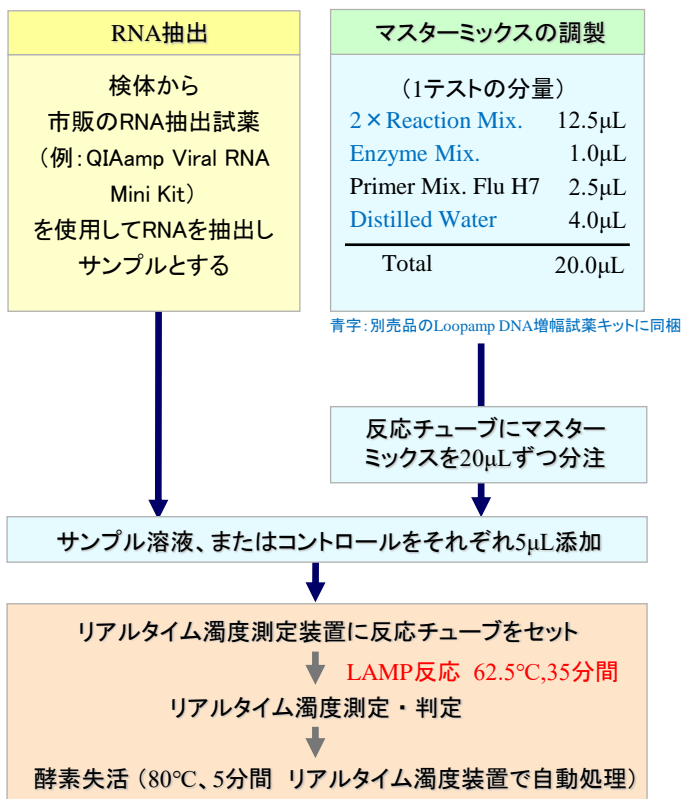 RNA抽出
検体から
市販のRNA抽出試薬
（例：QIAamp Viral RNA
Mini Kit）
を使用してRNAを抽出し
サンプルとする
マスターミックスの調製
（1テストの分量）
2×Reaction Mix. 12.5μL
Enzyme Mix. 1.0μL
Primer Mix. Flu H7 2.5μL
Distilled Water 4.0μL
Total 20.0μL
青字：別売品のLoopamp DNA増幅試薬キットに同梱
反応チューブにマスター
ミックスを20μLずつ分注
サンプル溶液、またはコントロールをそれぞれ5μL添加
リアルタイム濁度測定装置に反応チューブをセット
LAMP反応 62.5℃,35分間
リアルタイム濁度測定・判定
酵素失活（80℃、5分間 リアルタイム濁度装置で自動処理）